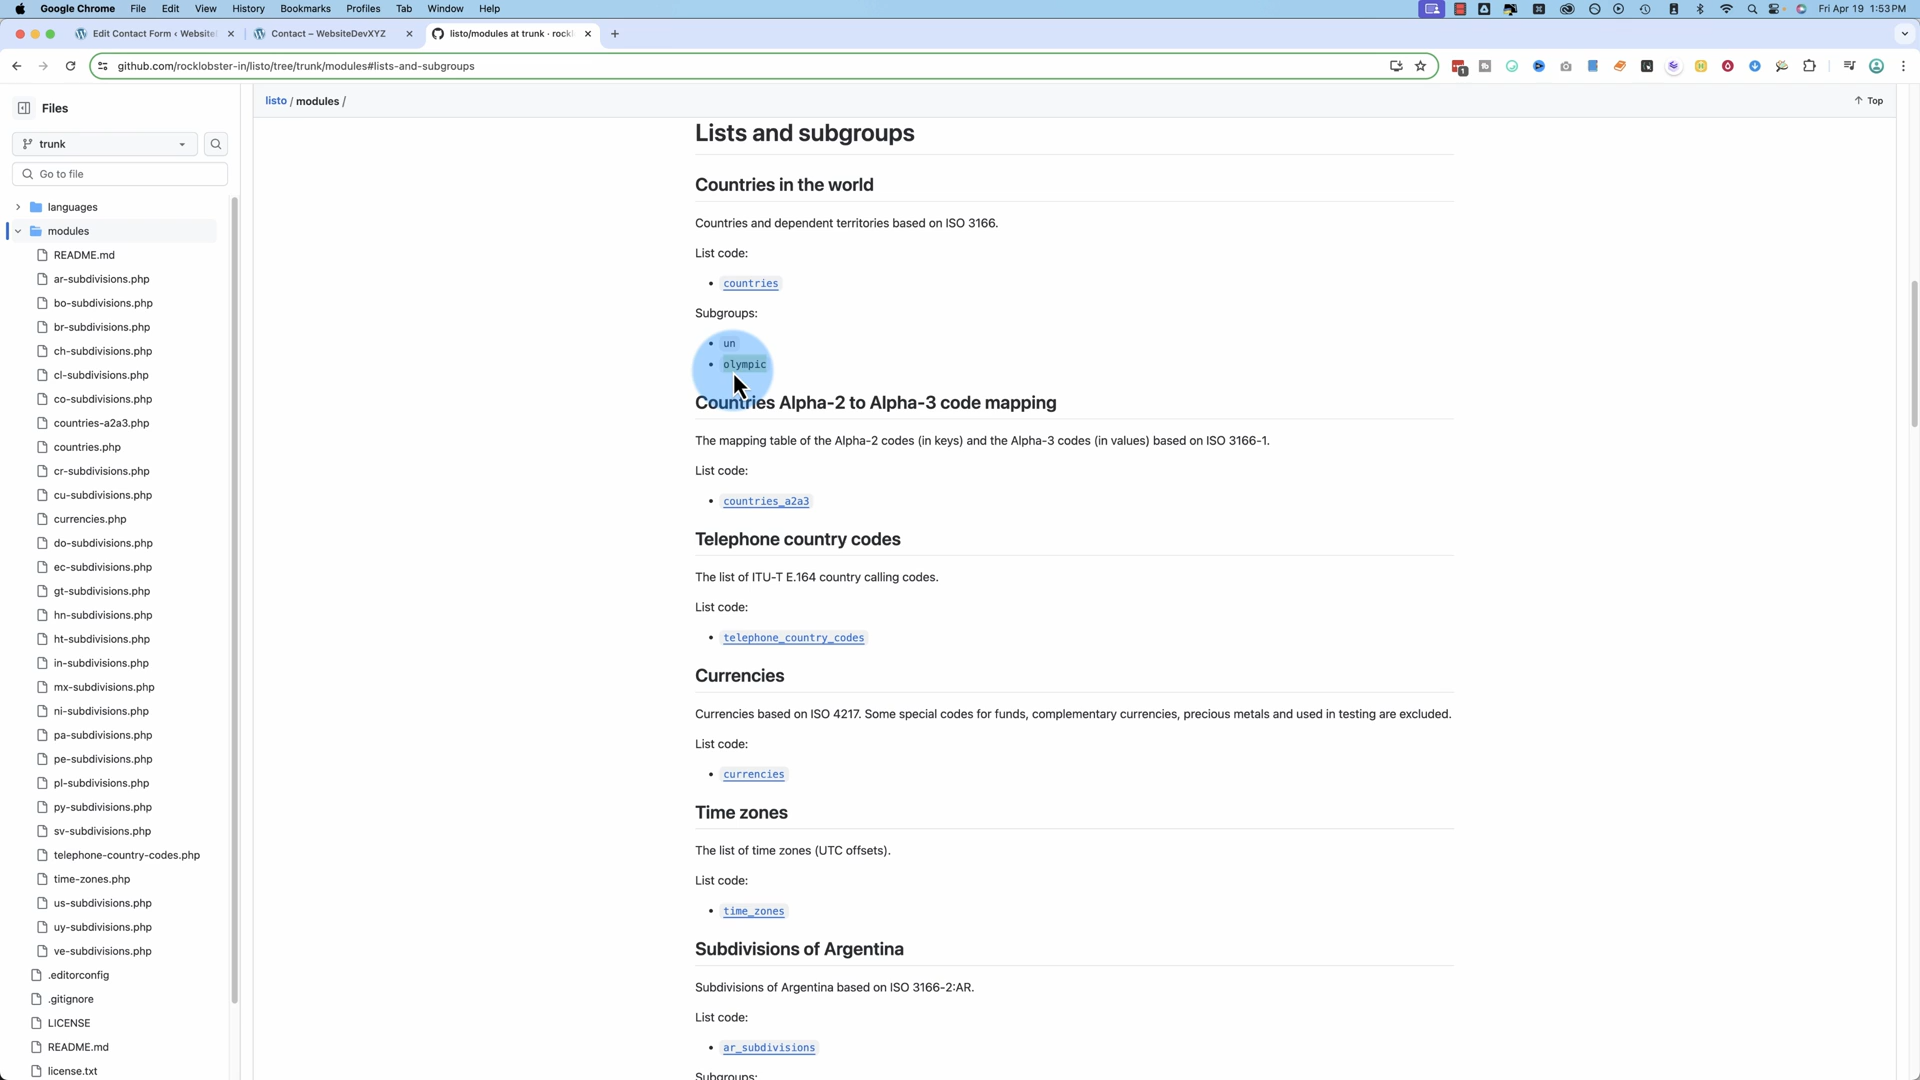 Google Chrome File Edit View History Bookmarks Profiles Tab Window Help Fri Apr 19 1:53 PM
Edit Contact Form ‹ Website
Contact – WebsiteDevXYZ
listo/modules at trunk · rockl
github.com/rocklobster-in/listo/tree/trunk/modules#lists-and-subgroups
1
Files
trunk
Go to file
languages
modules
README.md
ar-subdivisions.php
bo-subdivisions.php
br-subdivisions.php
ch-subdivisions.php
cl-subdivisions.php
co-subdivisions.php
countries-a2a3.php
countries.php
cr-subdivisions.php
cu-subdivisions.php
currencies.php
do-subdivisions.php
ec-subdivisions.php
gt-subdivisions.php
hn-subdivisions.php
ht-subdivisions.php
in-subdivisions.php
mx-subdivisions.php
ni-subdivisions.php
pa-subdivisions.php
pe-subdivisions.php
pl-subdivisions.php
py-subdivisions.php
sv-subdivisions.php
telephone-country-codes.php
time-zones.php
us-subdivisions.php
uy-subdivisions.php
ve-subdivisions.php
.editorconfig
.gitignore
LICENSE
README.md
license.txt
listo / modules /
Top
Lists and subgroups
Countries in the world
Countries and dependent territories based on ISO 3166.
List code:
• countries
Subgroups:
• un
• olympic
Countries Alpha-2 to Alpha-3 code mapping
The mapping table of the Alpha-2 codes (in keys) and the Alpha-3 codes (in values) based on ISO 3166-1.
List code:
• countries_a2a3
Telephone country codes
The list of ITU-T E.164 country calling codes.
List code:
• telephone_country_codes
Currencies
Currencies based on ISO 4217. Some special codes for funds, complementary currencies, precious metals and used in testing are excluded.
List code:
• currencies
Time zones
The list of time zones (UTC offsets).
List code:
• time_zones
Subdivisions of Argentina
Subdivisions of Argentina based on ISO 3166-2:AR.
List code:
• ar_subdivisions
Subgroups: